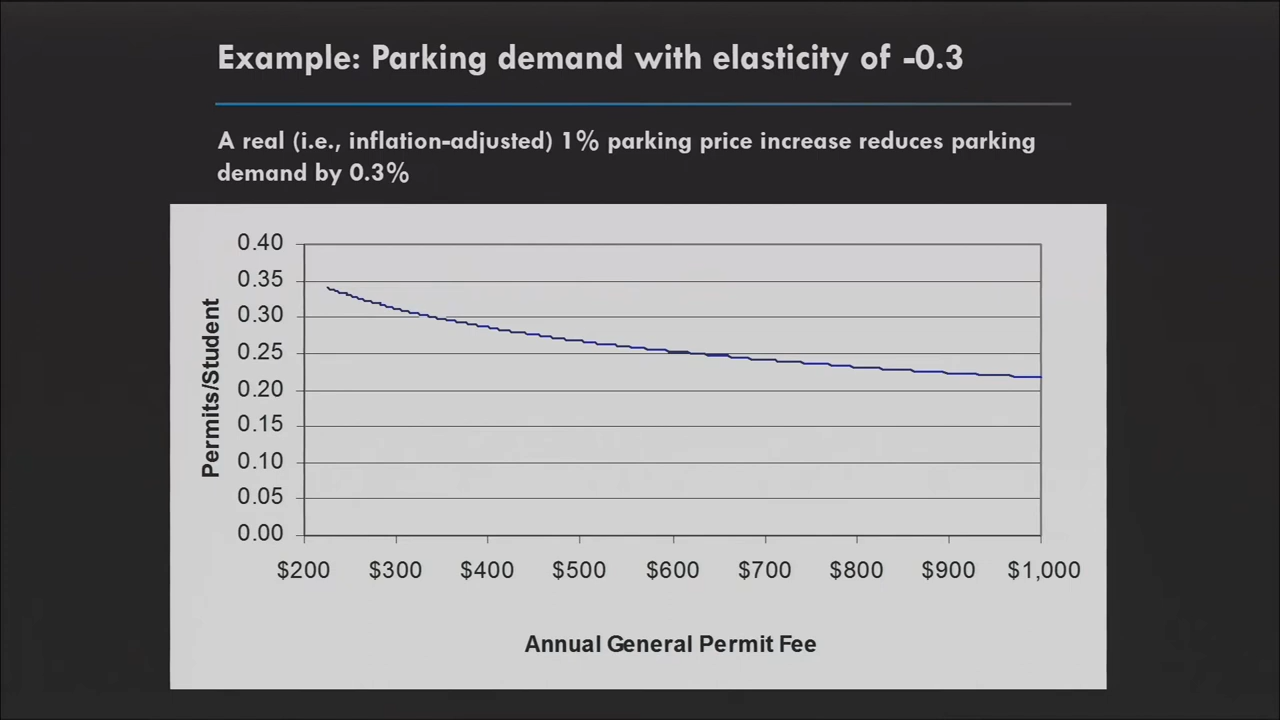 Example: Parking demand with elasticity of -0.3
A real (i.e., inflation-adjusted) 1% parking price increase reduces parking
demand by 0.3%
0.40
0.35
0.30
0.25
0.20
0.15
0.10
0.05
0.00
Permits/Student
$200 $300 $400 $500 $600 $700 $800 $900 $1,000
Annual General Permit Fee